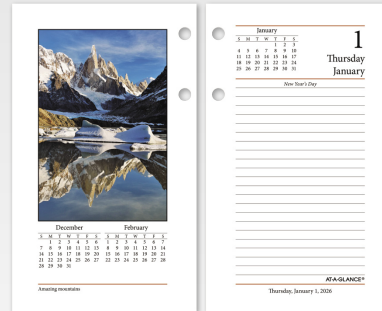 December
S M T W T F S
1 2 3 4 5 6
7 8 9 10 11 12 13
14 15 16 17 18 19 20
21 22 23 24 25 26 27
28 29 30 31
February
S M T W T F S
1 2 3 4 5 6 7
8 9 10 11 12 13 14
15 16 17 18 19 20 21
22 23 24 25 26 27 28
Amazing mountains
January
S M T W T F S
1 2 3
4 5 6 7 8 9 10
11 12 13 14 15 16 17
18 19 20 21 22 23 24
25 26 27 28 29 30 31
1
Thursday
January
New Year's Day
AT-A-GLANCE®
Thursday, January 1, 2026